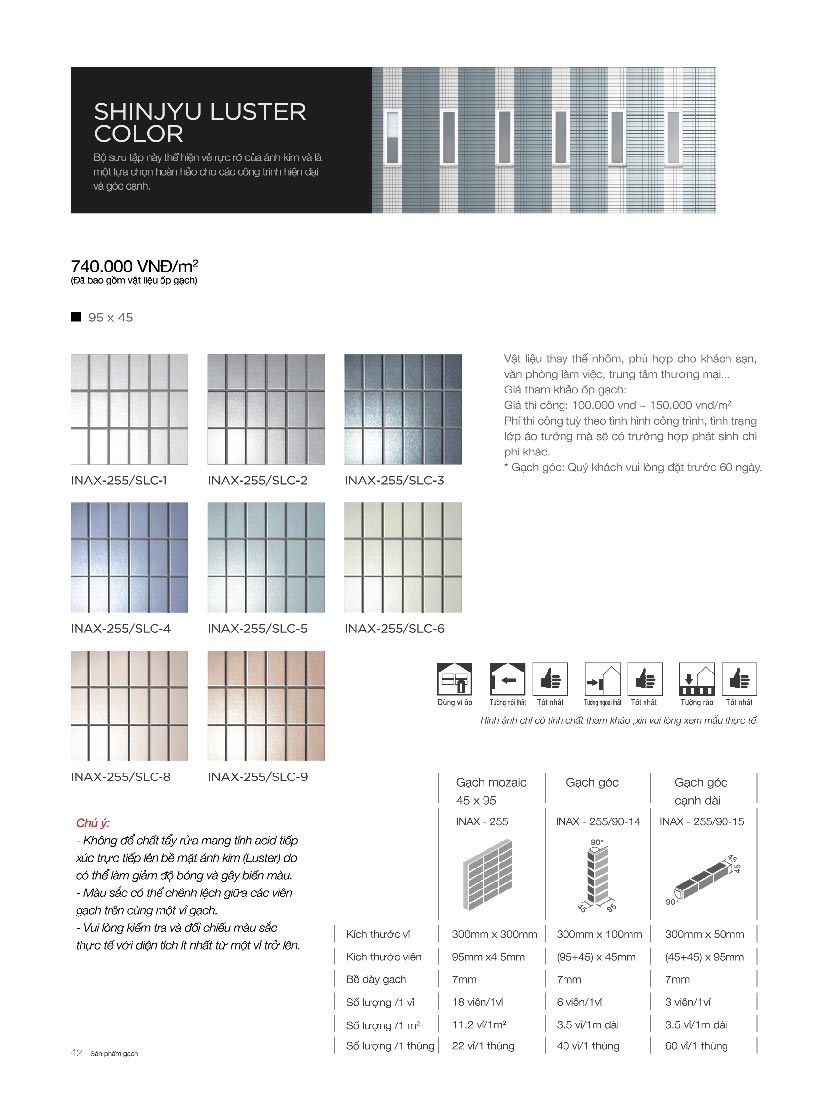 SHINJYU LUSTER
COLOR
Bộ sưu tập này thể hiện vẻ rực rỡ của ánh kim và là
một lựa chọn hoàn hảo cho các công trình hiện đại
và góc cạnh.
740.000 VNĐ/m²
(Đã bao gồm vật liệu ốp gạch)
95 x 45
Vật liệu thay thế nhôm, phù hợp cho khách sạn,
văn phòng làm việc, trung tâm thương mại...
Giá tham khảo ốp gạch:
Giá thi công: 100.000 vnđ ~ 150.000 vnđ/m²
Phí thi công tuỳ theo tình hình công trình, tình trạng
lớp áo tường mà sẽ có trường hợp phát sinh chi
phí khác.
* Gạch góc: Quý khách vui lòng đặt trước 60 ngày.
INAX-255/SLC-1 INAX-255/SLC-2 INAX-255/SLC-3
INAX-255/SLC-4 INAX-255/SLC-5 INAX-255/SLC-6
INAX-255/SLC-8 INAX-255/SLC-9
Dùng vỉ ốp Tường nội thất Tốt nhất Tường ngoại thất Tốt nhất Tường rào Tốt nhất
Hình ảnh chỉ có tính chất tham khảo ,xin vui lòng xem mẫu thực tế
Chú ý:
- Không để chất tẩy rửa mang tính acid tiếp
xúc trực tiếp lên bề mặt ánh kim (Luster) do
có thể làm giảm độ bóng và gây biến màu.
- Màu sắc có thể chênh lệch giữa các viên
gạch trên cùng một vỉ gạch.
- Vui lòng kiểm tra và đối chiếu màu sắc
thực tế với diện tích ít nhất từ một vỉ trở lên.
Gạch mozaic Gạch góc Gạch góc
45 x 95 cạnh dài
INAX - 255 INAX - 255/90-14 INAX - 255/90-15
90° 45 95 90° 45 45
Kích thước vỉ 300mm x 300mm 300mm x 100mm 300mm x 50mm
Kích thước viên 95mm x4 5mm (95+45) x 45mm (45+45) x 95mm
Bề dày gạch 7mm 7mm 7mm
Số lượng /1 vỉ 18 viên/1vỉ 6 viên/1vỉ 3 viên/1vỉ
Số lượng /1 m² 11.2 vỉ/1m² 3.5 vỉ/1m dài 3.5 vỉ/1m dài
Số lượng /1 thùng 22 vỉ/1 thùng 40 vỉ/1 thùng 60 vỉ/1 thùng
42 Sản phẩm gạch